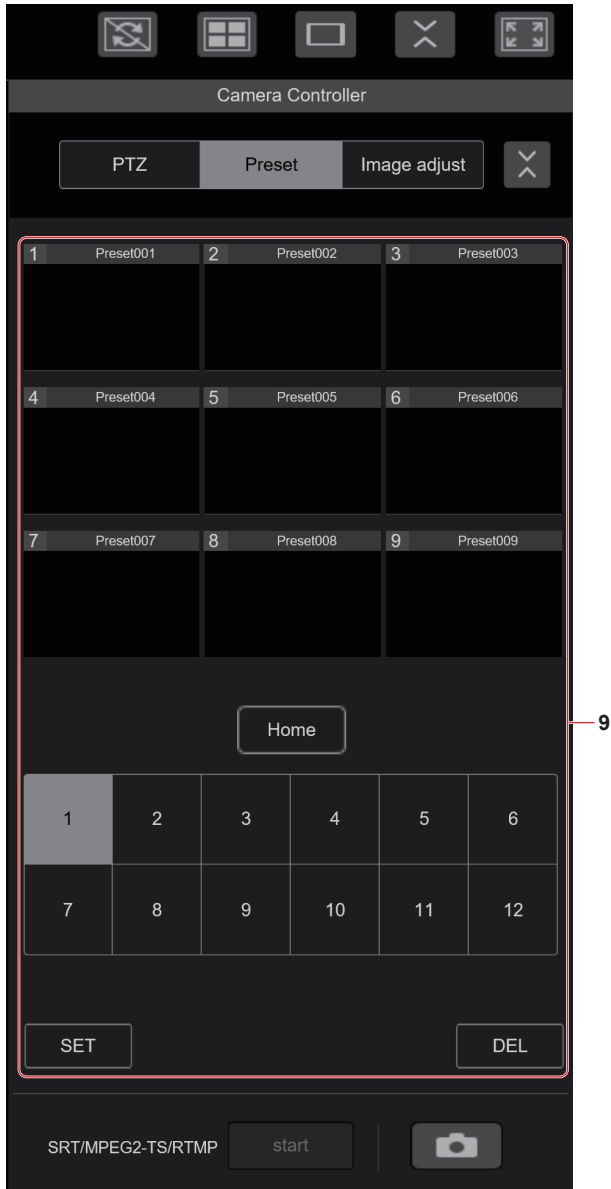 Camera Controller
PTZ Preset Image adjust
1 Preset001 2 Preset002 3 Preset003
4 Preset004 5 Preset005 6 Preset006
7 Preset007 8 Preset008 9 Preset009
9
Home
1 2 3 4 5 6
7 8 9 10 11 12
SET DEL
SRT/MPEG2-TS/RTMP start